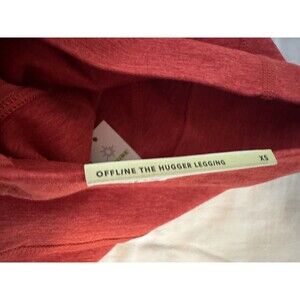 OFFLINE THE HUGGER LEGGING XS